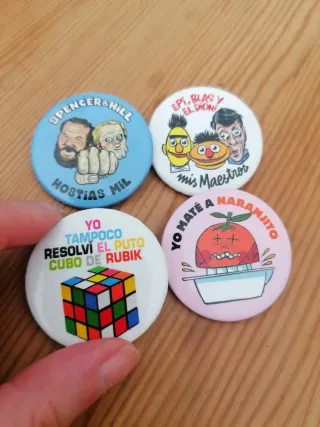 SPENCER & HILL
HOSTIAS MIL
EPI, BLAS Y
EL DIONI
mis Maestros
YO
TAMPOCO
RESOLVÍ EL PUTO
CUBO DE RUBIK
YO MATÉ A NARANJITO